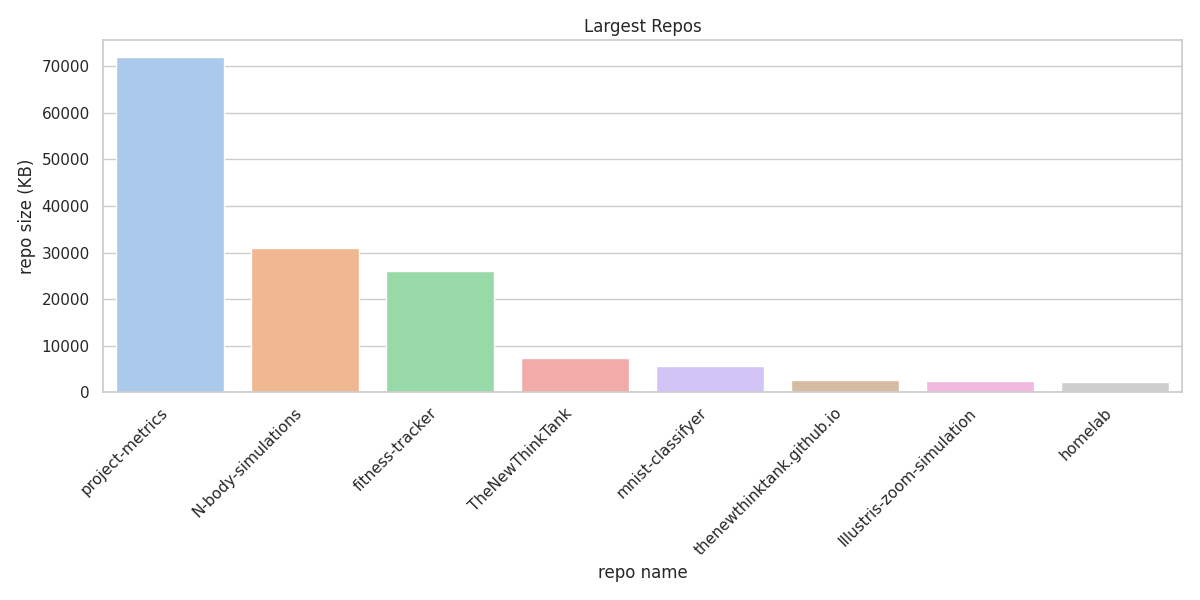 Largest Repos
repo size (KB)
70000
60000
50000
40000
30000
20000
10000
0
project-metrics
N-body-simulations
fitness-tracker
TheNewThinkTank
mnist-classifyer
thenewthinktank.github.io
Illustris-zoom-simulation
homelab
repo name